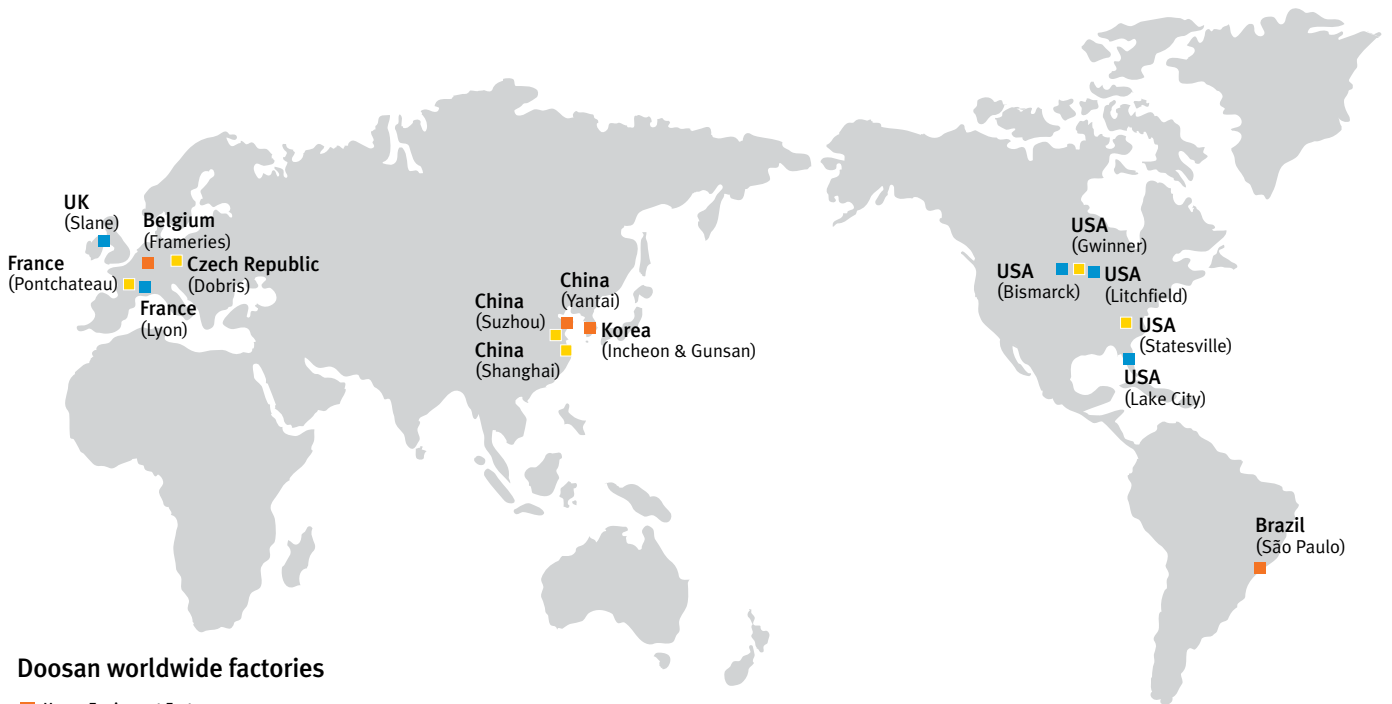 UK
(Slane)
Belgium
(Frameries)
France
(Pontchateau)
Czech Republic
(Dobris)
France
(Lyon)
China
(Yantai)
China
(Suzhou)
Korea
(Incheon & Gunsan)
China
(Shanghai)
USA
(Gwinner)
USA
(Bismarck)
USA
(Litchfield)
USA
(Statesville)
USA
(Lake City)
Brazil
(São Paulo)
Doosan worldwide factories